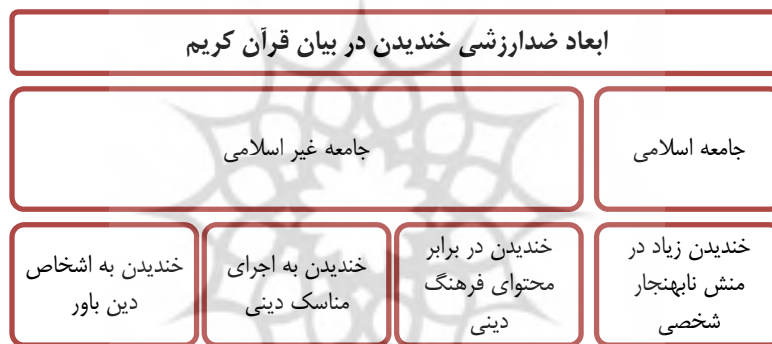 ابعاد ضدارزشی خندیدن در بیان قرآن کریم
جامعه اسلامی
جامعه غیر اسلامی
خندیدن زیاد در
منش نابهنجار
شخصی
خندیدن در برابر
محتوای فرهنگ
دینی
خندیدن به اجرای
مناسک دینی
خندیدن به اشخاص
دین باور